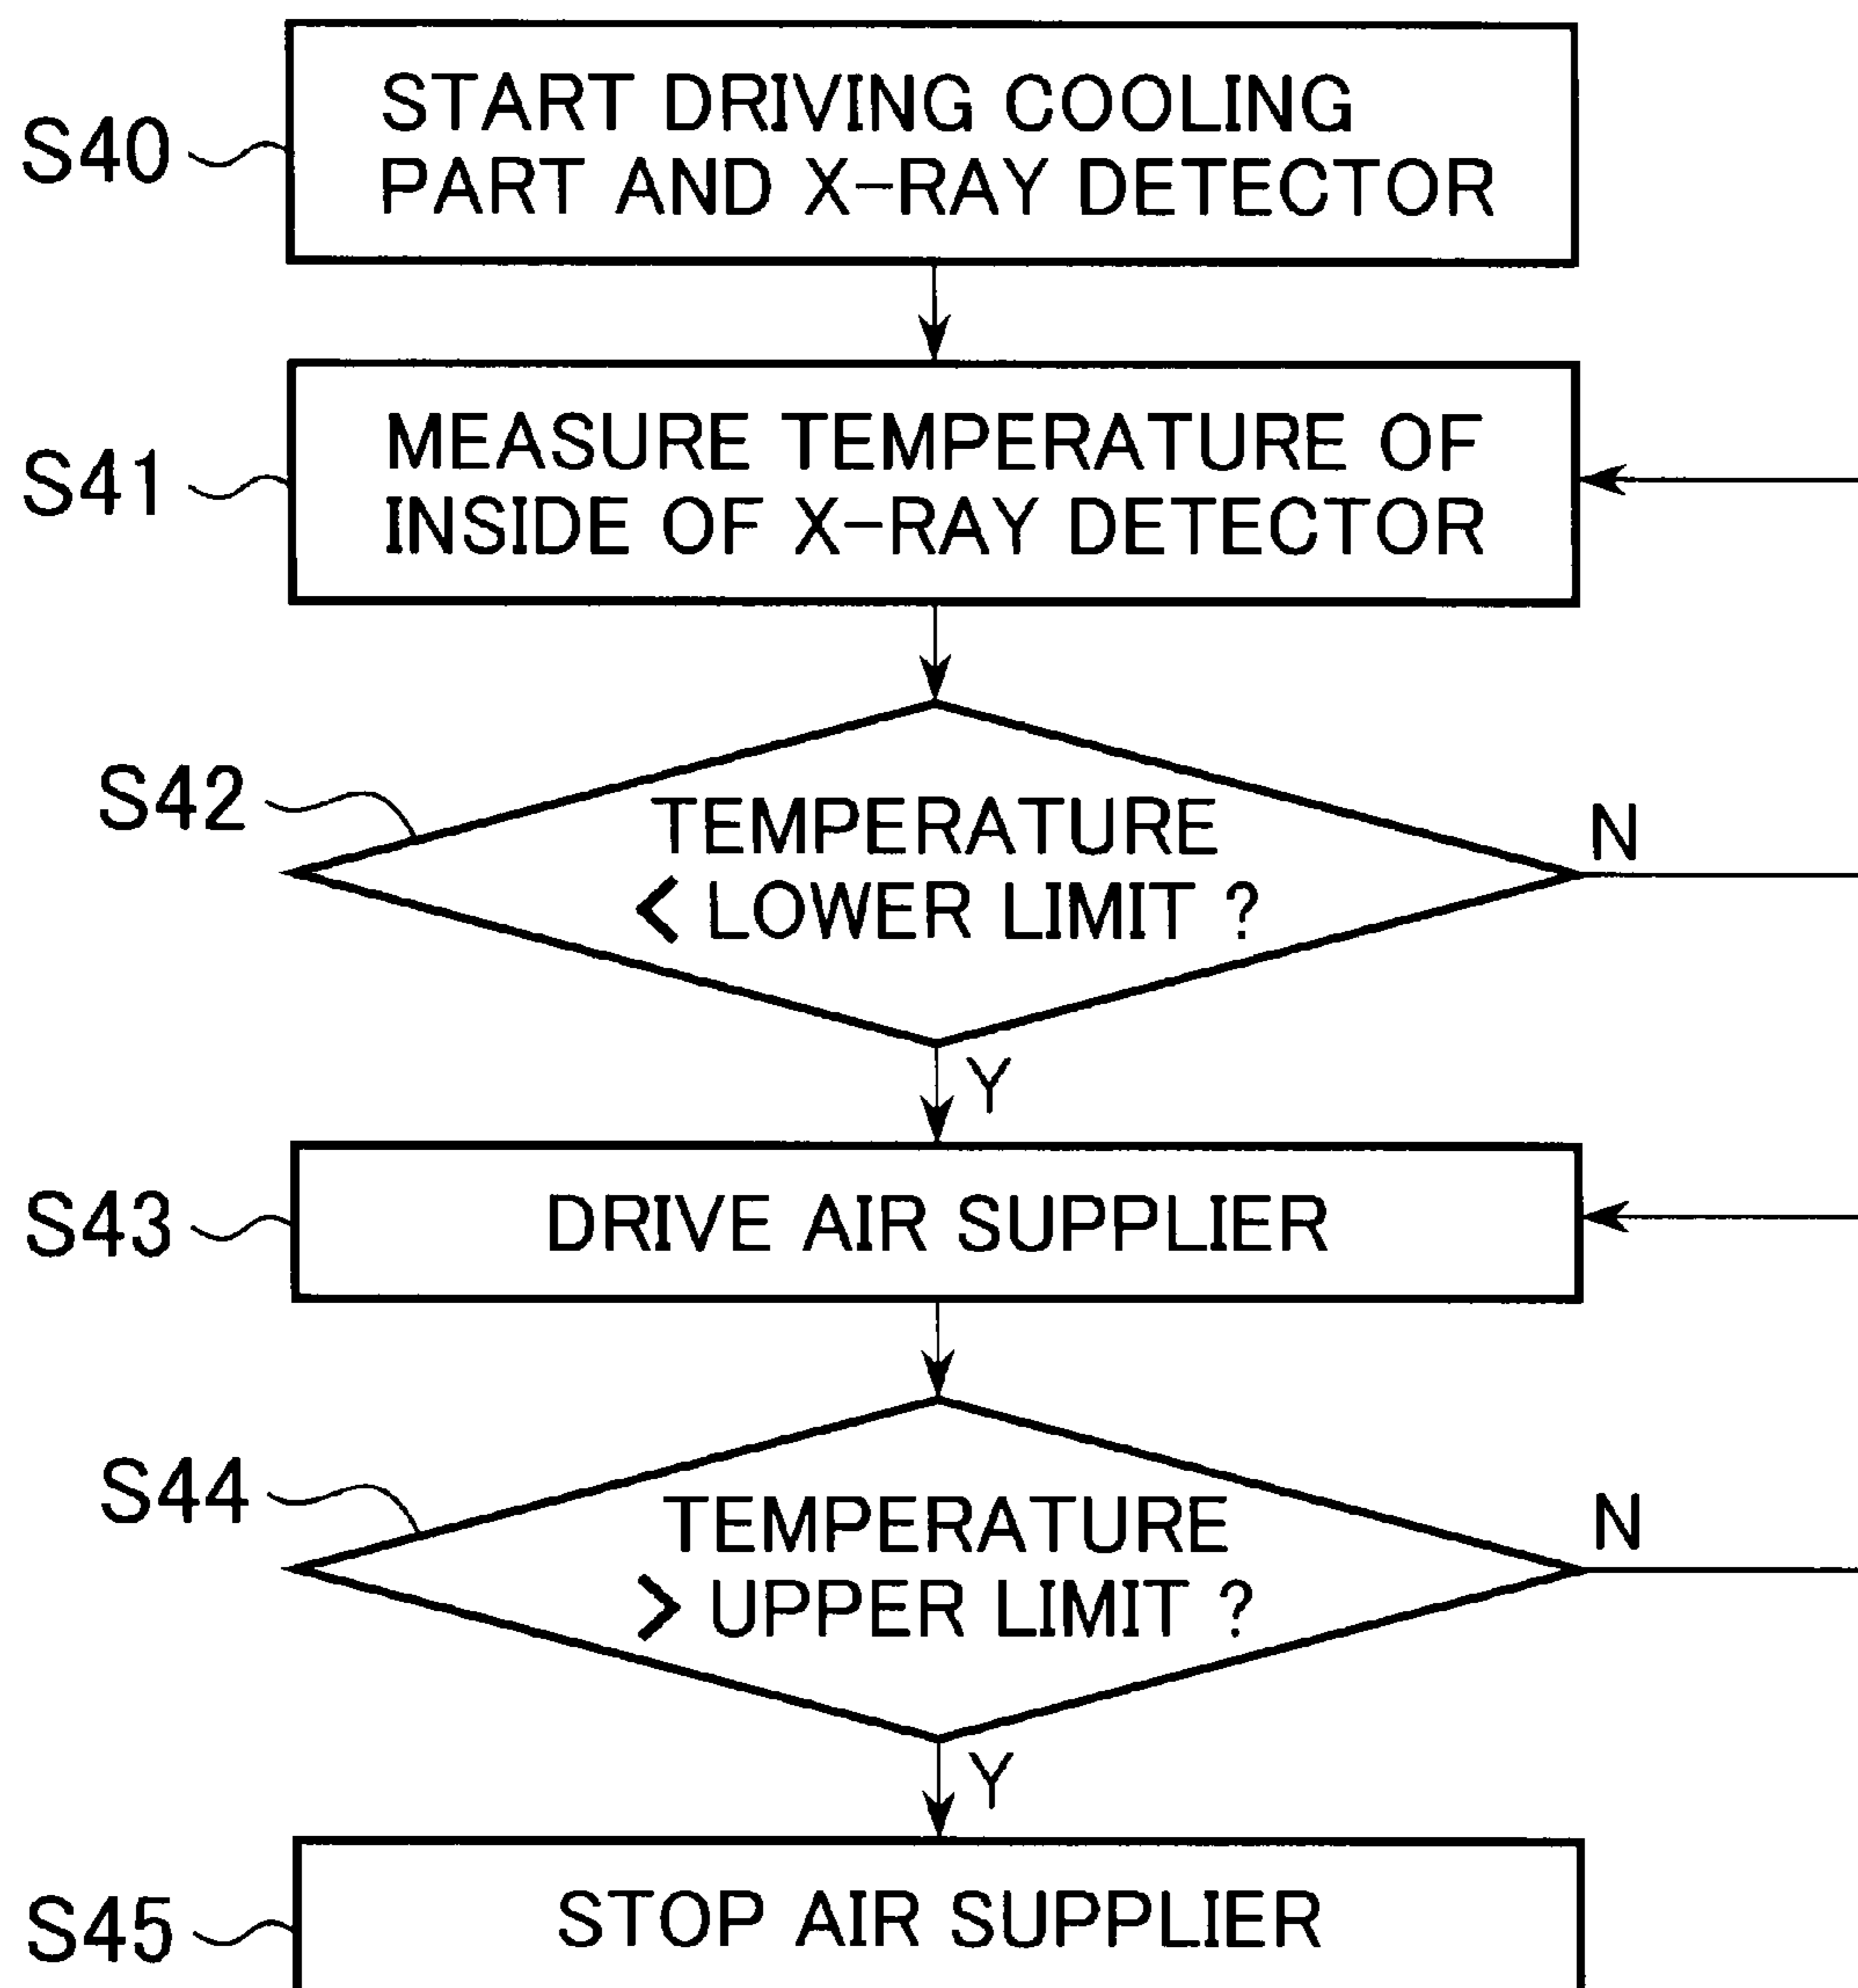 S40
START DRIVING COOLING
PART AND X-RAY DETECTOR
S41
MEASURE TEMPERATURE OF
INSIDE OF X-RAY DETECTOR
S42
TEMPERATURE
< LOWER LIMIT ?
N
Y
S43
DRIVE AIR SUPPLIER
S44
TEMPERATURE
> UPPER LIMIT ?
N
Y
S45
STOP AIR SUPPLIER